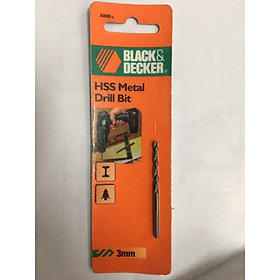 BLACK&
DECKER
HSS Metal
Drill Bit
3mm